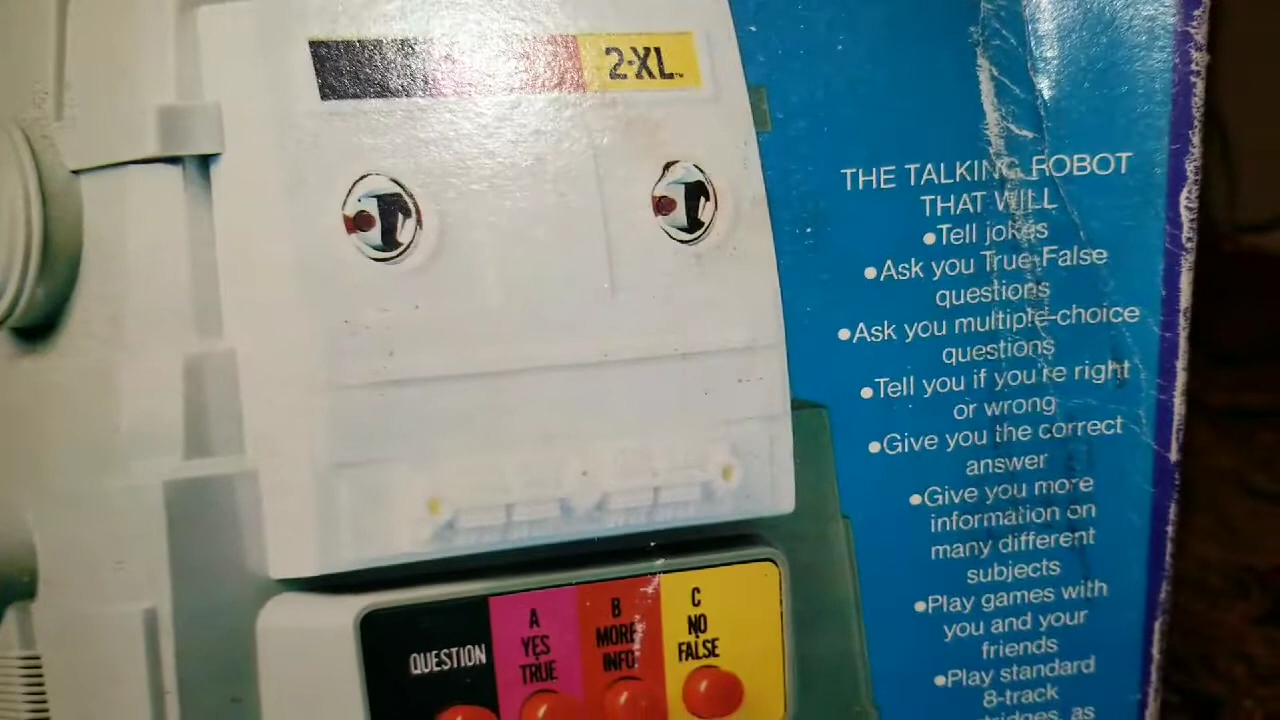 2-XL™
THE TALKING ROBOT
THAT WILL
•Tell jokes
•Ask you True-False
questions
•Ask you multiple-choice
questions
•Tell you if you're right
or wrong
•Give you the correct
answer
•Give you more
information on
many different
subjects
•Play games with
you and your
friends
•Play standard
8-track
as
QUESTION
A
YES
TRUE
B
MORE
INFO
C
NO
FALSE